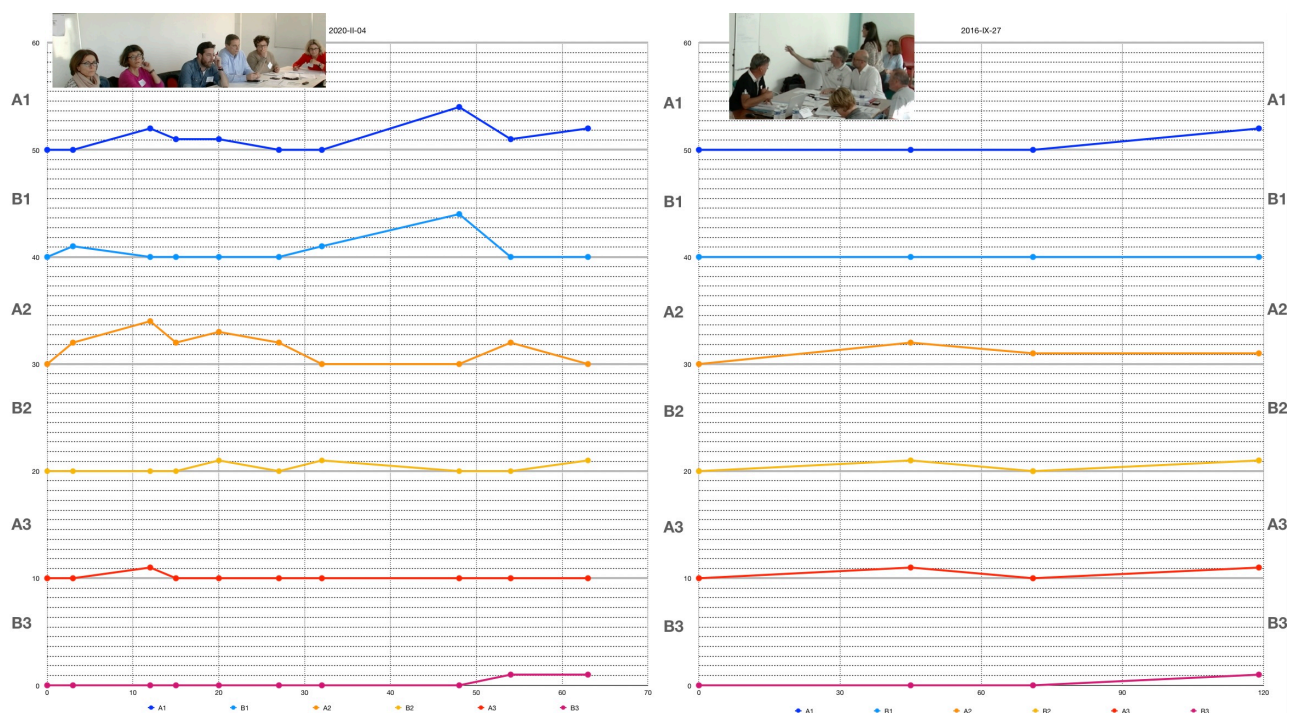 2020-II-04
60
A1
50
B1
40
A2
30
B2
20
A3
10
B3
0
0 10 20 30 40 50 60 70
A1 B1 A2 B2 A3 B3
2016-IX-27
60
A1 A1
50
B1 B1
40
A2 A2
30
B2 B2
20
A3 A3
10
B3 B3
0 30 60 90 120
A1 B1 A2 B2 A3 B3